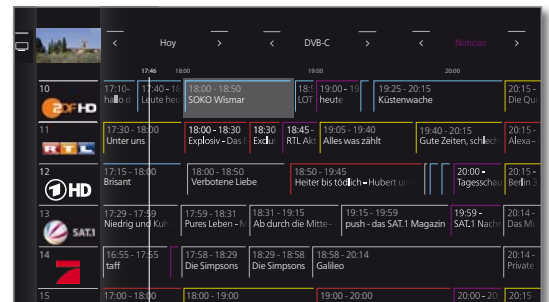 < Hoy > < DVB-C > < Noticias >
17:46 18:00 19:00 20:00
10 17:10- 17:40 - 18 18:00 - 18:50 18:5 19:00 - 19 19:25 - 20:15 20:15 -
ZDF HD hallo d Leute heu SOKO Wismar LOT heute Küstenwache Die Qui
11 17:30 - 18:00 18:00 - 18:30 18:30 18:45 - 19:05 - 19:40 19:40 - 20:15 20:15 -
RTL Unter uns Explosiv - Das Exclus RTL Akt Alles was zählt Gute Zeiten, schlech Alexa -
12 17:15 - 18:00 18:00 - 18:50 18:50 - 19:45 20:00 - 20:15 -
1 HD Brisant Verbotene Liebe Heiter bis tödlich - Hubert und Tagesschau Berlin
13 17:29 - 17:59 17:59 - 18:31 18:31 - 19:15 19:15 - 19:59 19:59 - 20:14 -
SAT.1 Niedrig und Kuh Pures Leben - M Ab durch die Mitte - push - das SAT.1 Magazin SAT.1 Nachr Das Mu
14 16:55 - 17:55 17:58 - 18:29 18:29 - 18:58 18:58 - 20:14 20:14 -
taff Die Simpsons Die Simpsons Galileo Private
15 17:00 - 18:00 18:00 - 19:00 19:00 - 20:00 20:00 - 20: 20:15